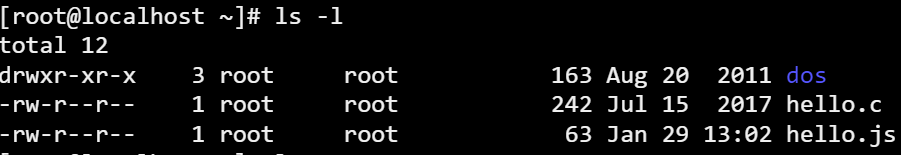 [root@localhost ~]# ls -l
total 12
drwxr-xr-x    3 root     root           163 Aug 20  2011 dos
-rw-r--r--    1 root     root           242 Jul 15  2017 hello.c
-rw-r--r--    1 root     root            63 Jan 29 13:02 hello.js